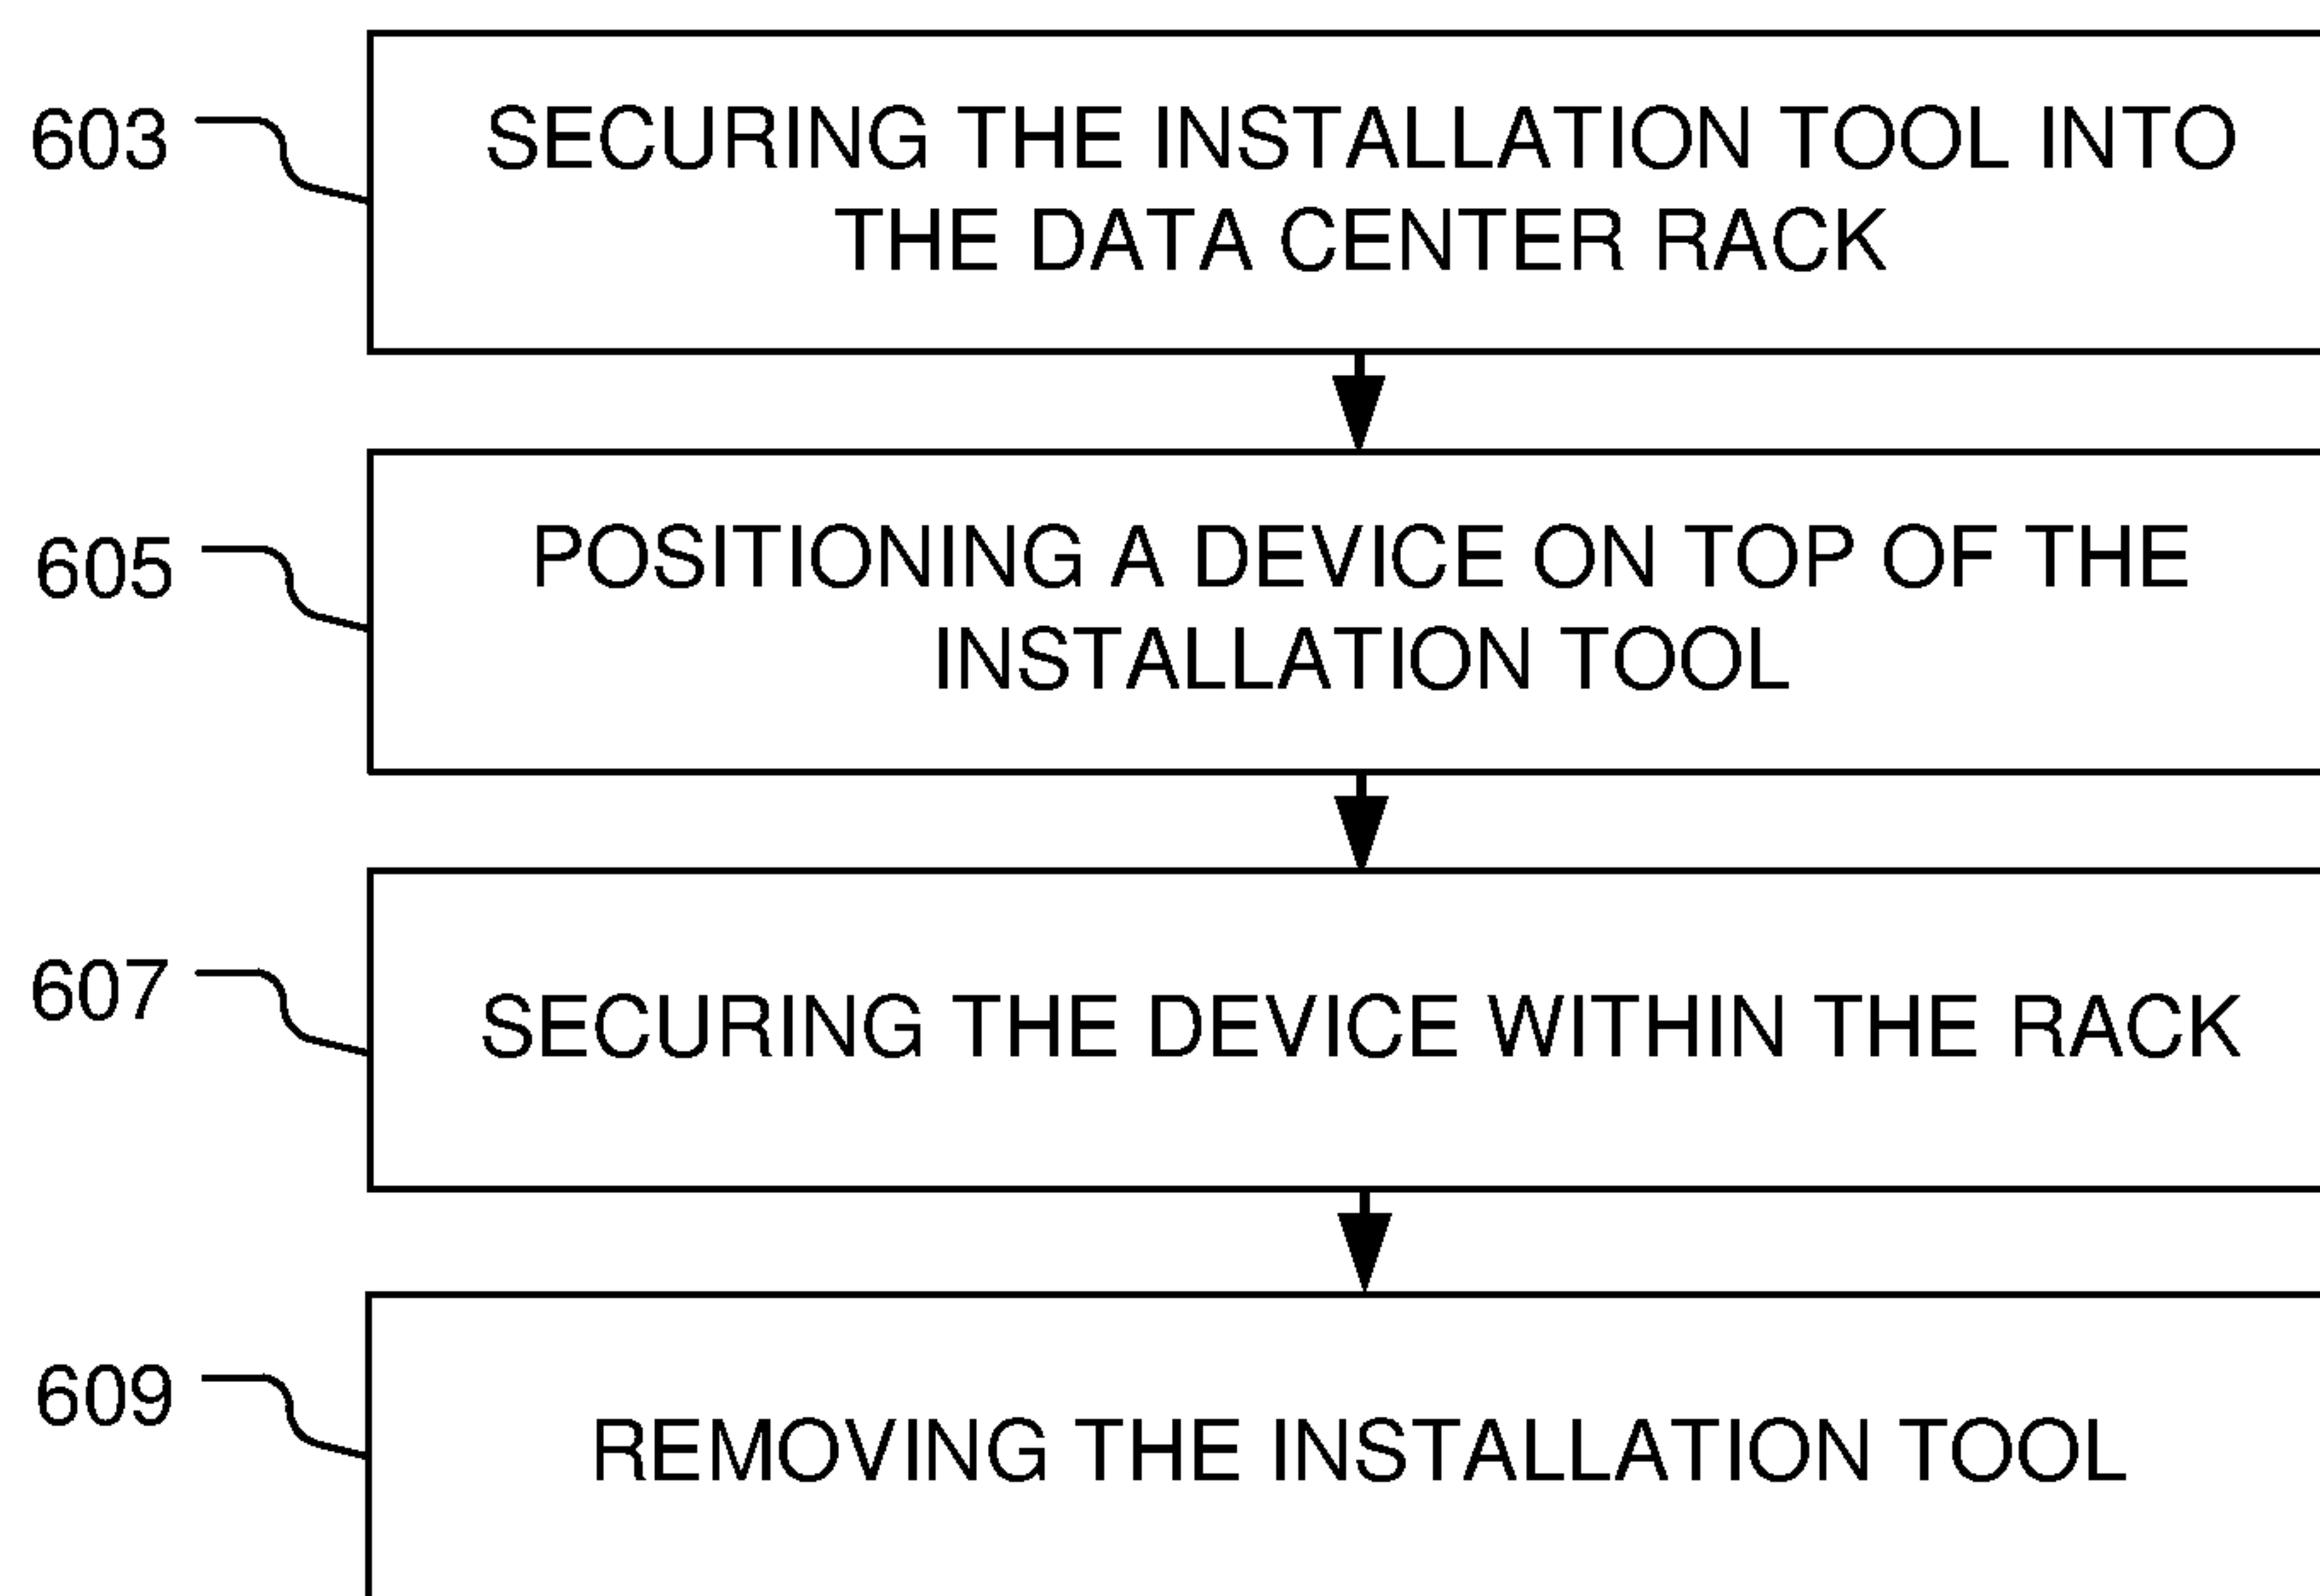 603
SECURING THE INSTALLATION TOOL INTO
THE DATA CENTER RACK
605
POSITIONING A DEVICE ON TOP OF THE
INSTALLATION TOOL
607
SECURING THE DEVICE WITHIN THE RACK
609
REMOVING THE INSTALLATION TOOL